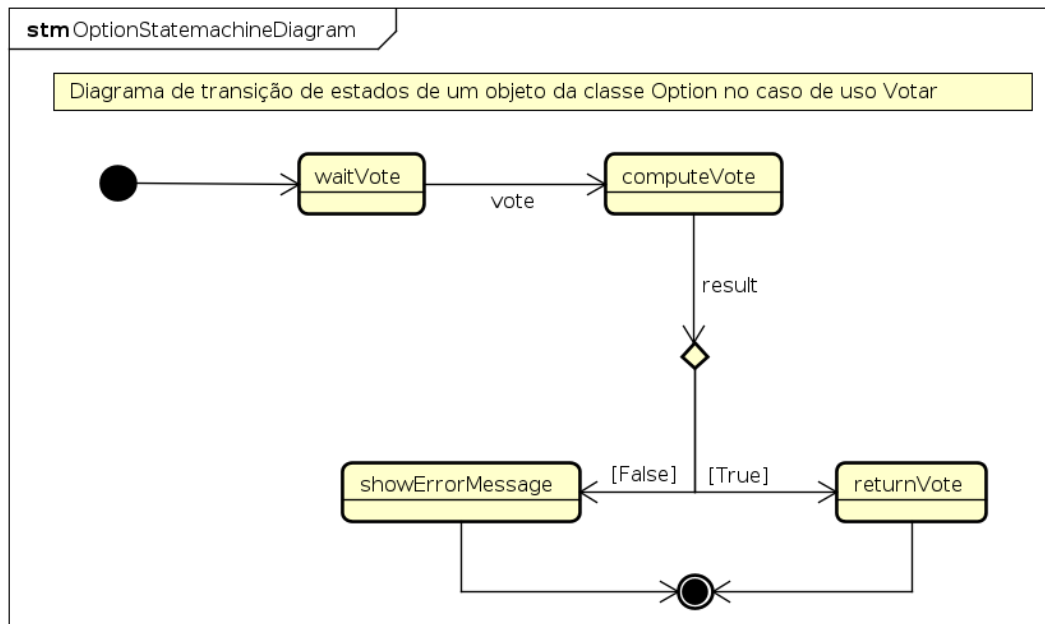 stm OptionStatemachineDiagram
Diagrama de transição de estados de um objeto da classe Option no caso de uso Votar
waitVote
vote
computeVote
result
[False]
[True]
showErrorMessage
returnVote